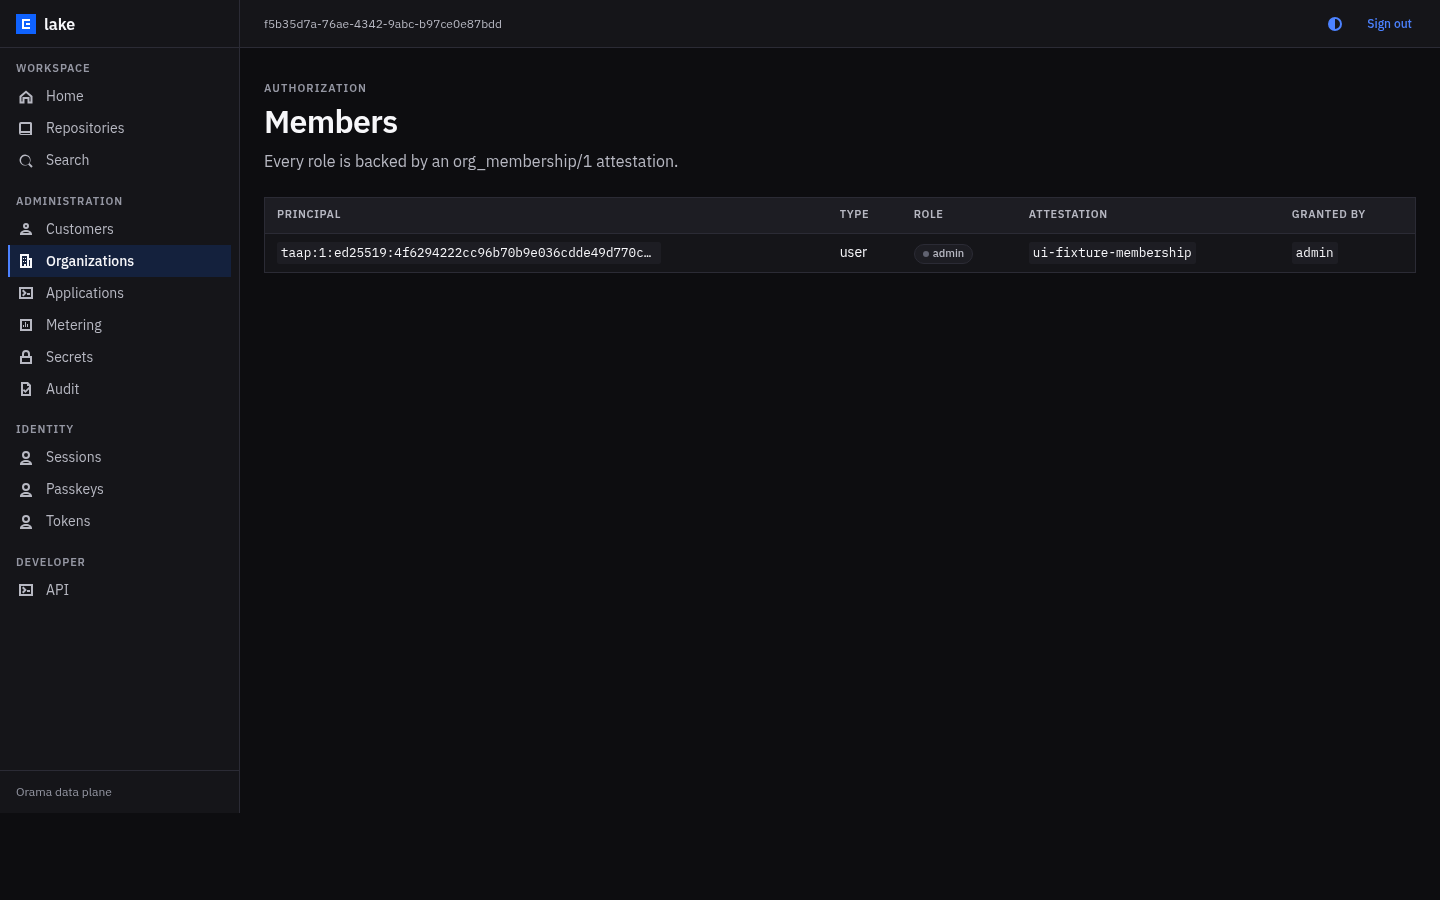 lake
f5b35d7a-76ae-4342-9abc-b97ce0e87bdd
Sign out
WORKSPACE
Home
Repositories
Search
ADMINISTRATION
Customers
Organizations
Applications
Metering
Secrets
Audit
IDENTITY
Sessions
Passkeys
Tokens
DEVELOPER
API
Orama data plane
AUTHORIZATION
Members
Every role is backed by an org_membership/1 attestation.
PRINCIPAL TYPE ROLE ATTESTATION GRANTED BY
taap:1:ed25519:4f6294222cc96b70b9e036cdde49d770c… user admin ui-fixture-membership admin